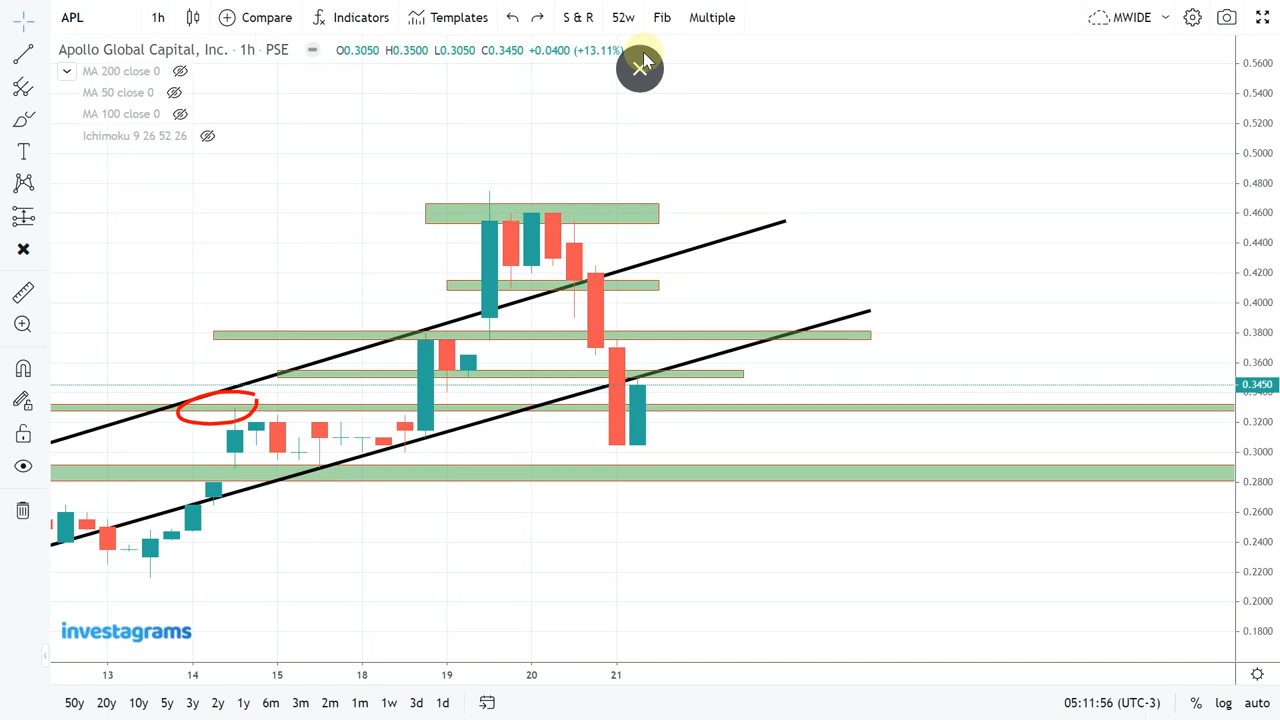 APL 1h Compare Indicators Templates S & R 52w Fib Multiple MWIDE
Apollo Global Capital, Inc. · 1h · PSE O0.3050 H0.3500 L0.3050 C0.3450 +0.0400 (+13.11%)
MA 200 close 0
MA 50 close 0
MA 100 close 0
Ichimoku 9 26 52 26
0.5600
0.5400
0.5200
0.5000
0.4800
0.4600
0.4400
0.4200
0.4000
0.3800
0.3600
0.3450
0.3400
0.3200
0.3000
0.2800
0.2600
0.2400
0.2200
0.2000
0.1800
investagrams
13 14 15 18 19 20 21
50y 20y 10y 5y 3y 2y 1y 6m 3m 2m 1m 1w 3d 1d 05:11:56 (UTC-3) % log auto